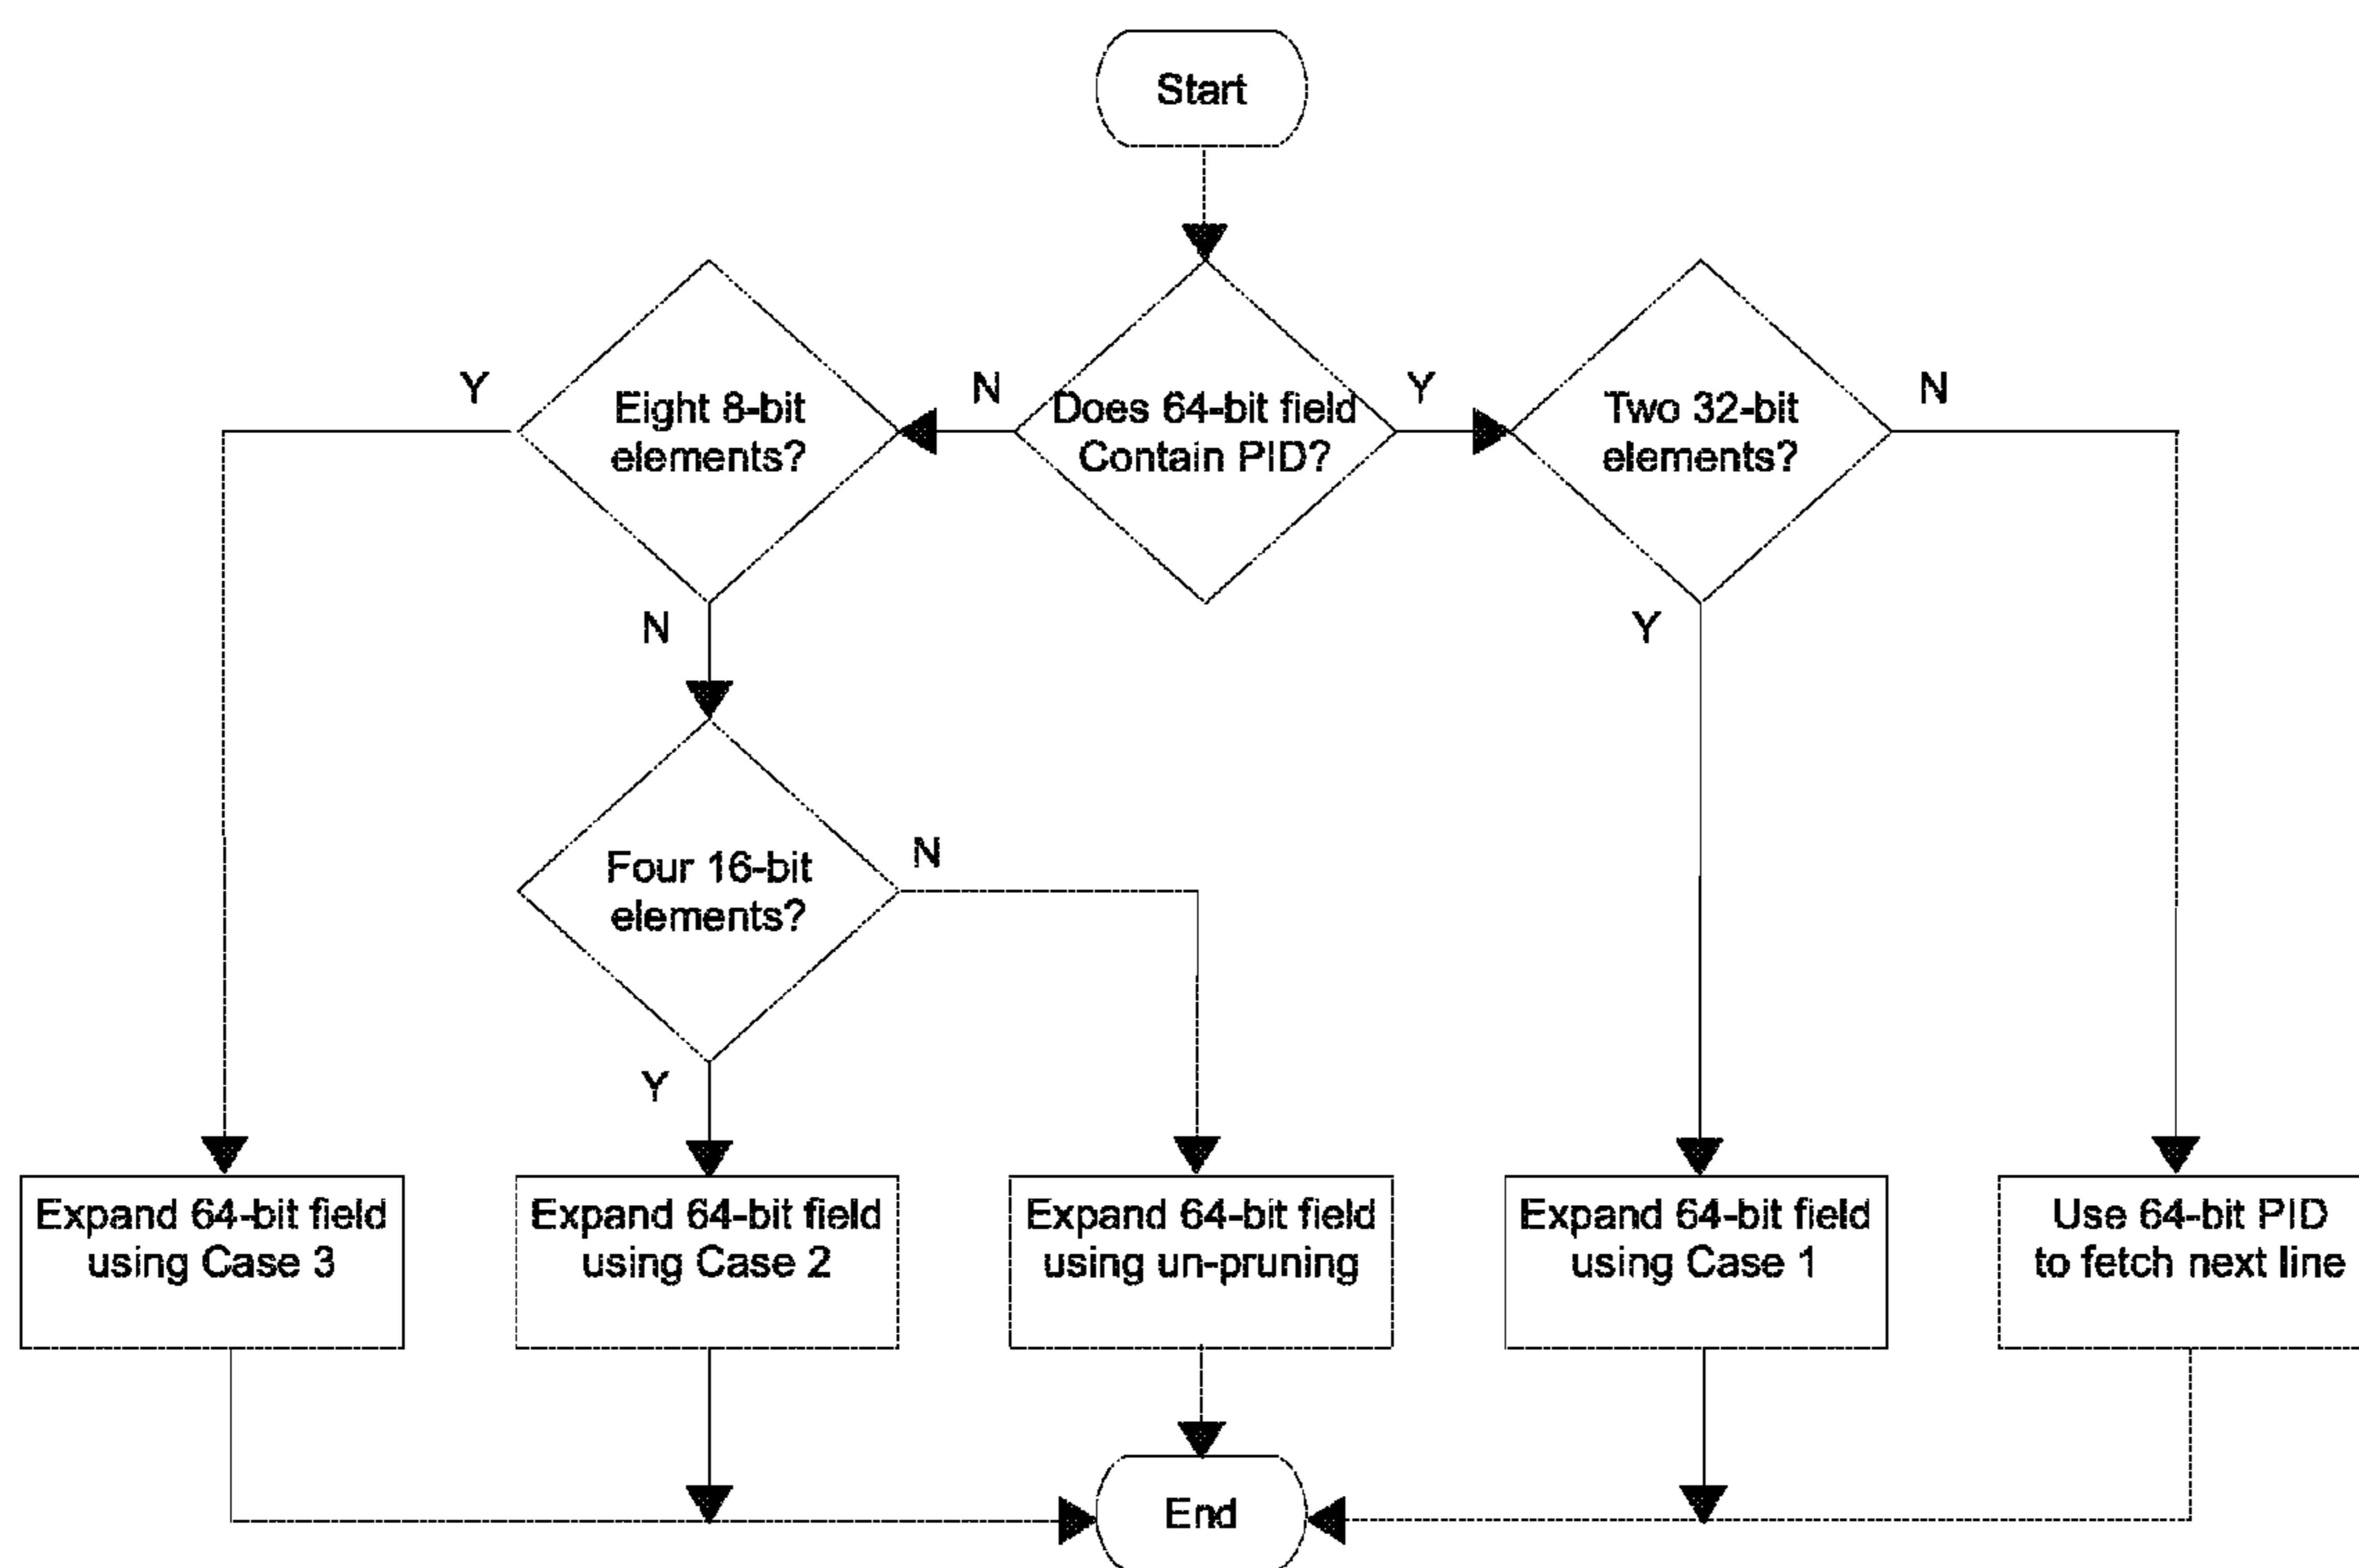 Start
Y
Eight 8-bit
elements?
N
Does 64-bit field
Contain PID?
Y
Two 32-bit
elements?
N
N
Y
Four 16-bit
elements?
N
Y
Expand 64-bit field
using Case 3
Expand 64-bit field
using Case 2
Expand 64-bit field
using un-pruning
Expand 64-bit field
using Case 1
Use 64-bit PID
to fetch next line
End